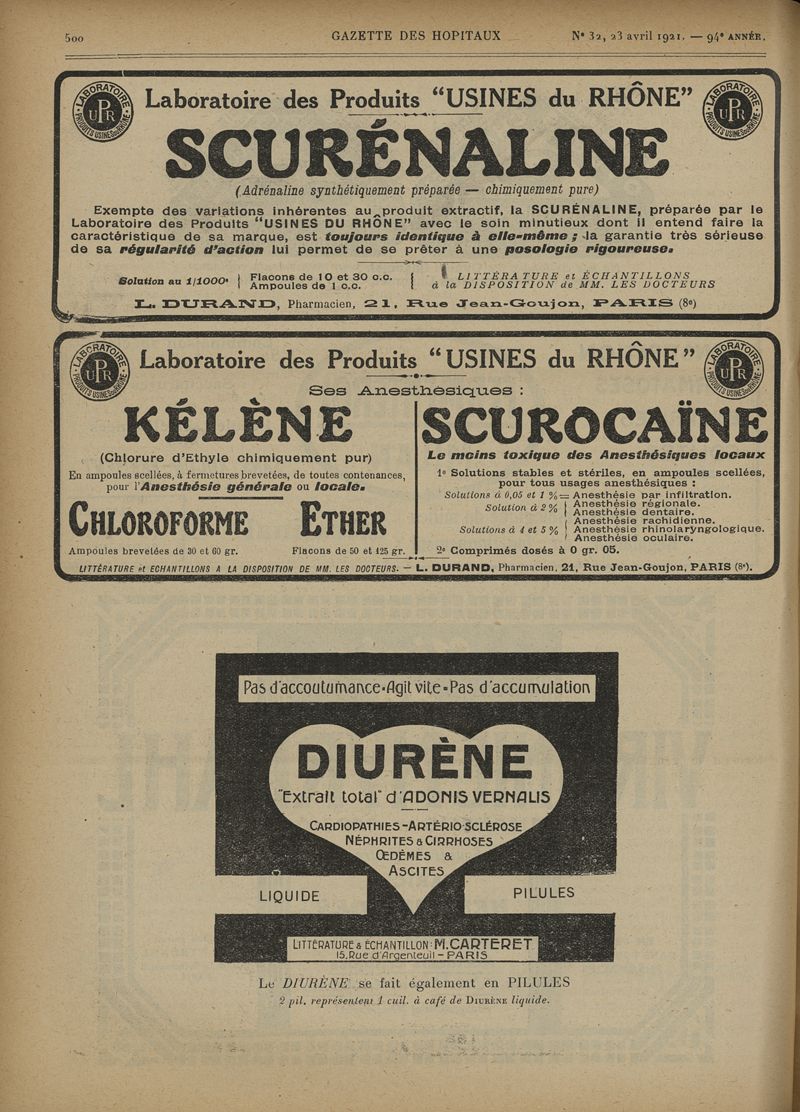 500
GAZETTE DES HOPITAUX
N° 32, 23 avril 1921. — 94e ANNÉE.
Laboratoire des Produits “USINES du RHÔNE”
LABORATOIRE DES PRODUITS USINES DU RHÔNE
UPR
SCURÉNALINE
(Adrénaline synthétiquement préparée — chimiquement pure)
Exempte des variations inhérentes au produit extractif, la SCURÉNALINE, préparée par le
Laboratoire des Produits “USINES DU RHÔNE” avec le soin minutieux dont il entend faire la
caractéristique de sa marque, est toujours identique à elle-même ; la garantie très sérieuse
de sa régularité d’action lui permet de se prêter à une posologie rigoureuse.
Solution au 1/1000e
Flacons de 10 et 30 c.c.
Ampoules de 1 c.c.
LITTÉRATURE et ÉCHANTILLONS
à la DISPOSITION de MM. LES DOCTEURS
L. DURAND, Pharmacien, 21, Rue Jean-Goujon, PARIS (8e)
Laboratoire des Produits “USINES du RHÔNE”
UPR
Ses Anesthésiques :
KÉLÈNE
(Chlorure d’Ethyle chimiquement pur)
En ampoules scellées, à fermetures brevetées, de toutes contenances,
pour l’Anesthésie générale ou locale.
CHLOROFORME
Ampoules brevetées de 30 et 60 gr.
ETHER
Flacons de 50 et 125 gr.
SCUROCAÏNE
Le moins toxique des Anesthésiques locaux
1o Solutions stables et stériles, en ampoules scellées,
pour tous usages anesthésiques :
Solutions à 0,05 et 1 % = Anesthésie par infiltration.
Solution à 2 %
Anesthésie régionale.
Anesthésie dentaire.
Solutions à 4 et 5 %
Anesthésie rachidienne.
Anesthésie rhinolaryngologique.
Anesthésie oculaire.
2o Comprimés dosés à 0 gr. 05.
LITTÉRATURE et ECHANTILLONS A LA DISPOSITION DE MM. LES DOCTEURS. — L. DURAND, Pharmacien, 21, Rue Jean-Goujon, PARIS (8e).
Pas d’accoutumance-Agit vite-Pas d’accumulation
DIURÈNE
"Extrait total" d’ADONIS VERNALIS
CARDIOPATHIES-ARTÉRIO-SCLÉROSE
NÉPHRITES & CIRRHOSES
ŒDÈMES &
ASCITES
LIQUIDE
PILULES
LITTÉRATURE & ÉCHANTILLON: M.CARTERET
15, Rue d’Argenteuil – PARIS
Le DIURÈNE se fait également en PILULES
2 pil. représentent 1 cuil. à café de DIURÈNE liquide.